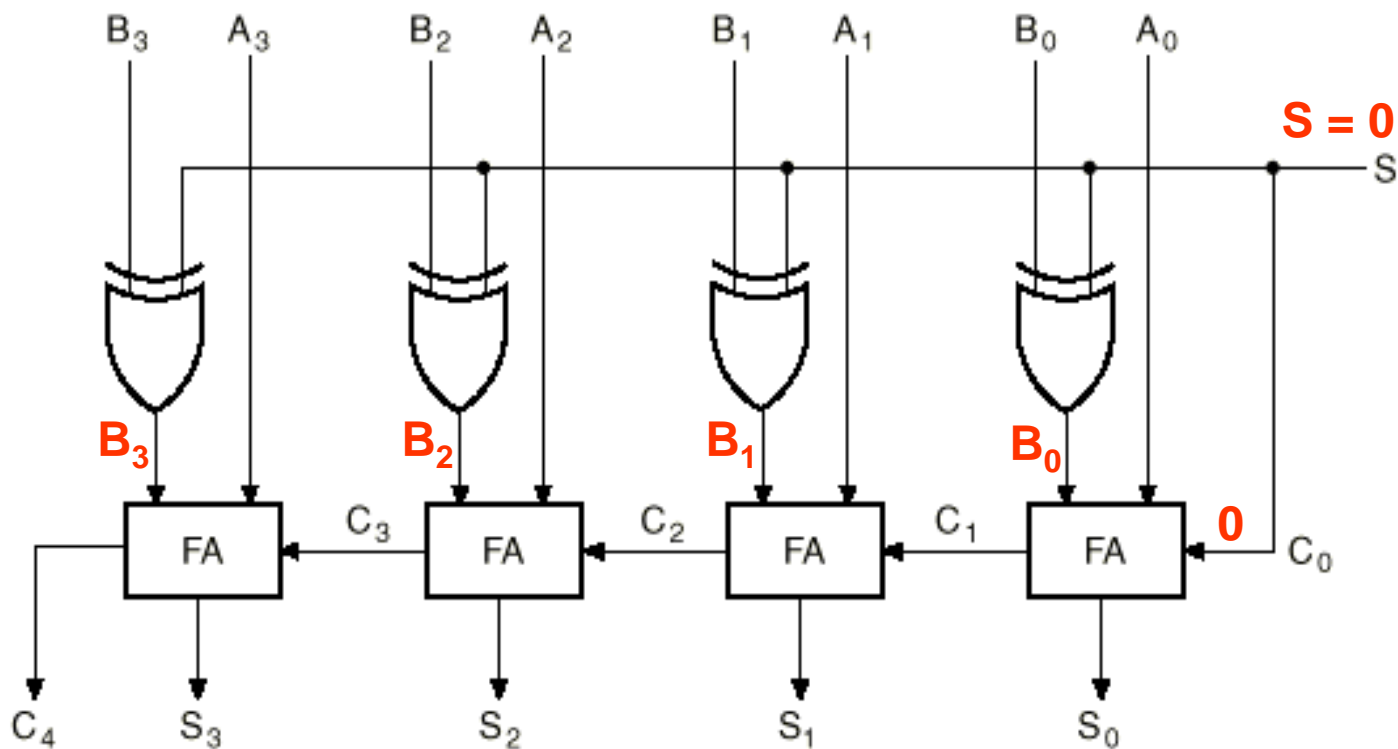 B₃ A₃ B₂ A₂ B₁ A₁ B₀ A₀
S = 0
S
B₃ B₂ B₁ B₀
C₃ C₂ C₁ 0
FA FA FA FA C₀
C₄ S₃ S₂ S₁ S₀